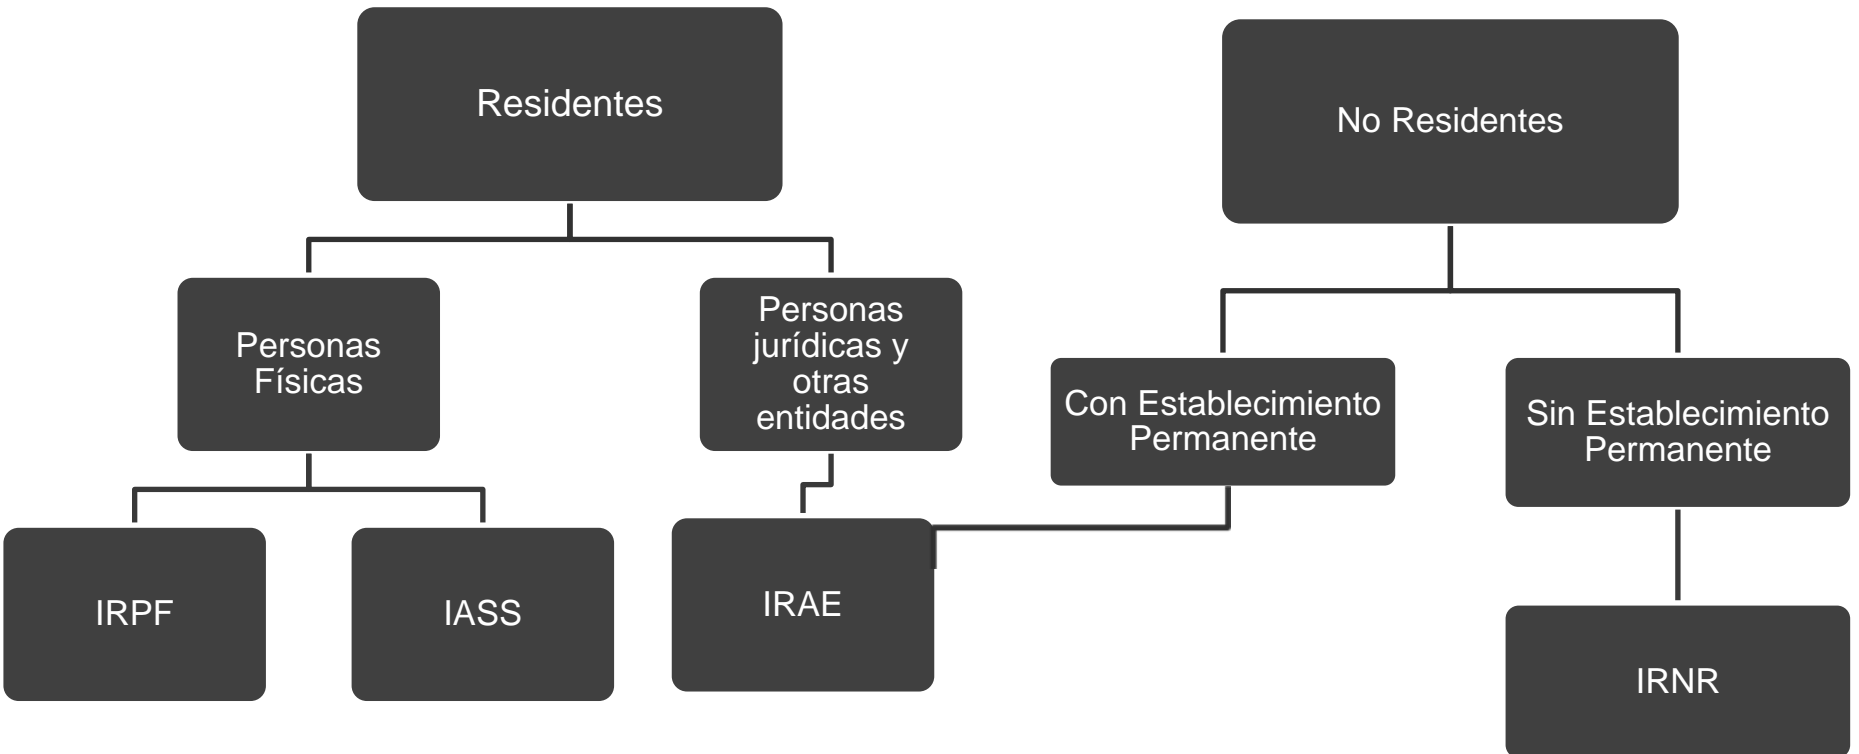 Residentes
No Residentes
Personas
Físicas
Personas
jurídicas y
otras
entidades
Con Establecimiento
Permanente
Sin Establecimiento
Permanente
IRPF
IASS
IRAE
IRNR